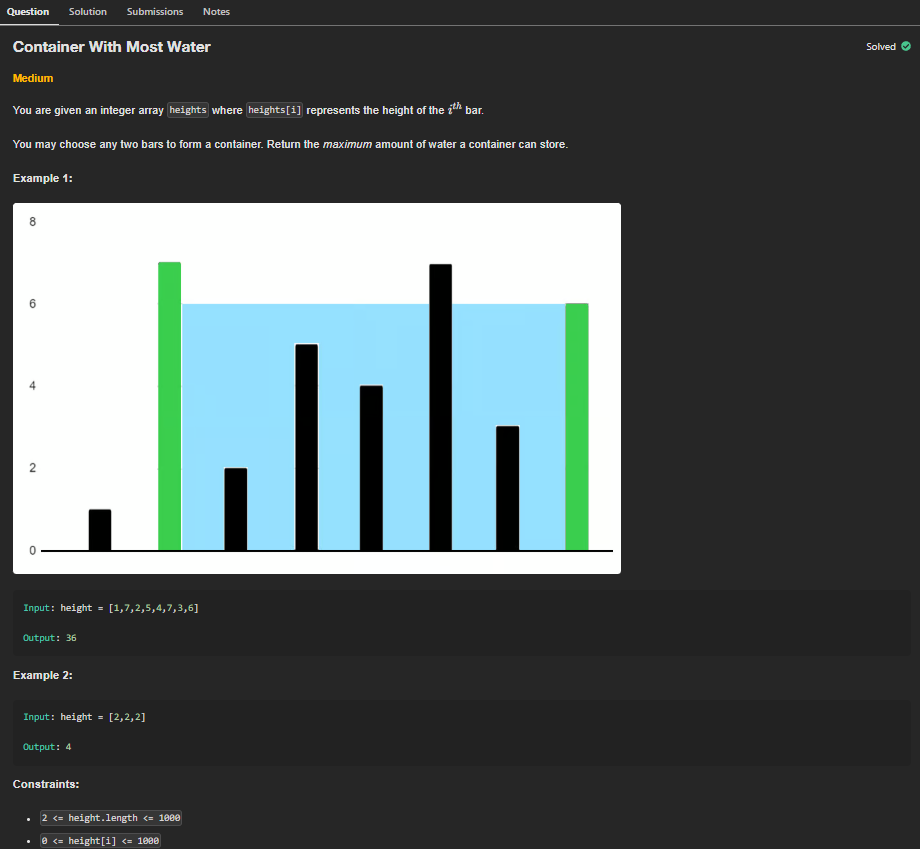 Question Solution Submissions Notes
Container With Most Water
Solved
Medium
You are given an integer array heights where heights[i] represents the height of the ith bar.
You may choose any two bars to form a container. Return the maximum amount of water a container can store.
Example 1:
8
6
4
2
0
Input: height = [1,7,2,5,4,7,3,6]
Output: 36
Example 2:
Input: height = [2,2,2]
Output: 4
Constraints:
• 2 <= height.length <= 1000
• 0 <= height[i] <= 1000